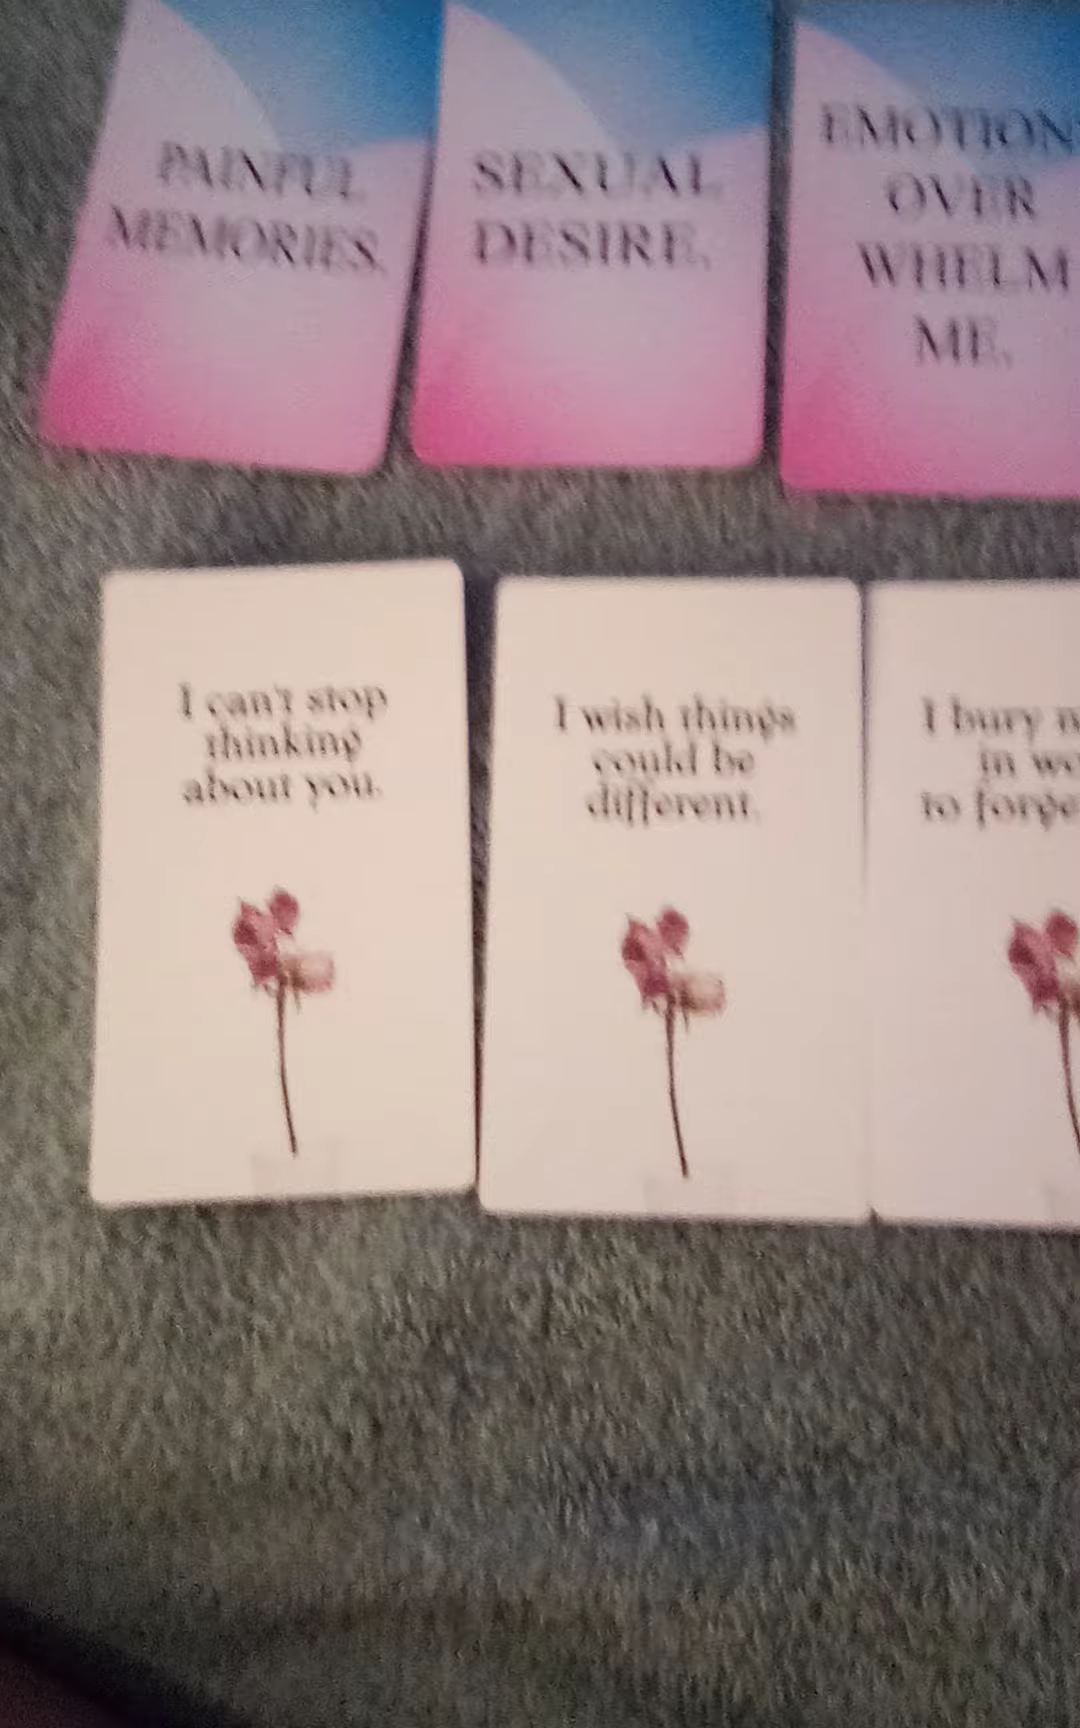 PAINFUL
MEMORIES.
SEXUAL
DESIRE.
EMOTION
OVER
WHELM
ME.
I can't stop
thinking
about you.
I wish things
could be
different.
I bury
in
to